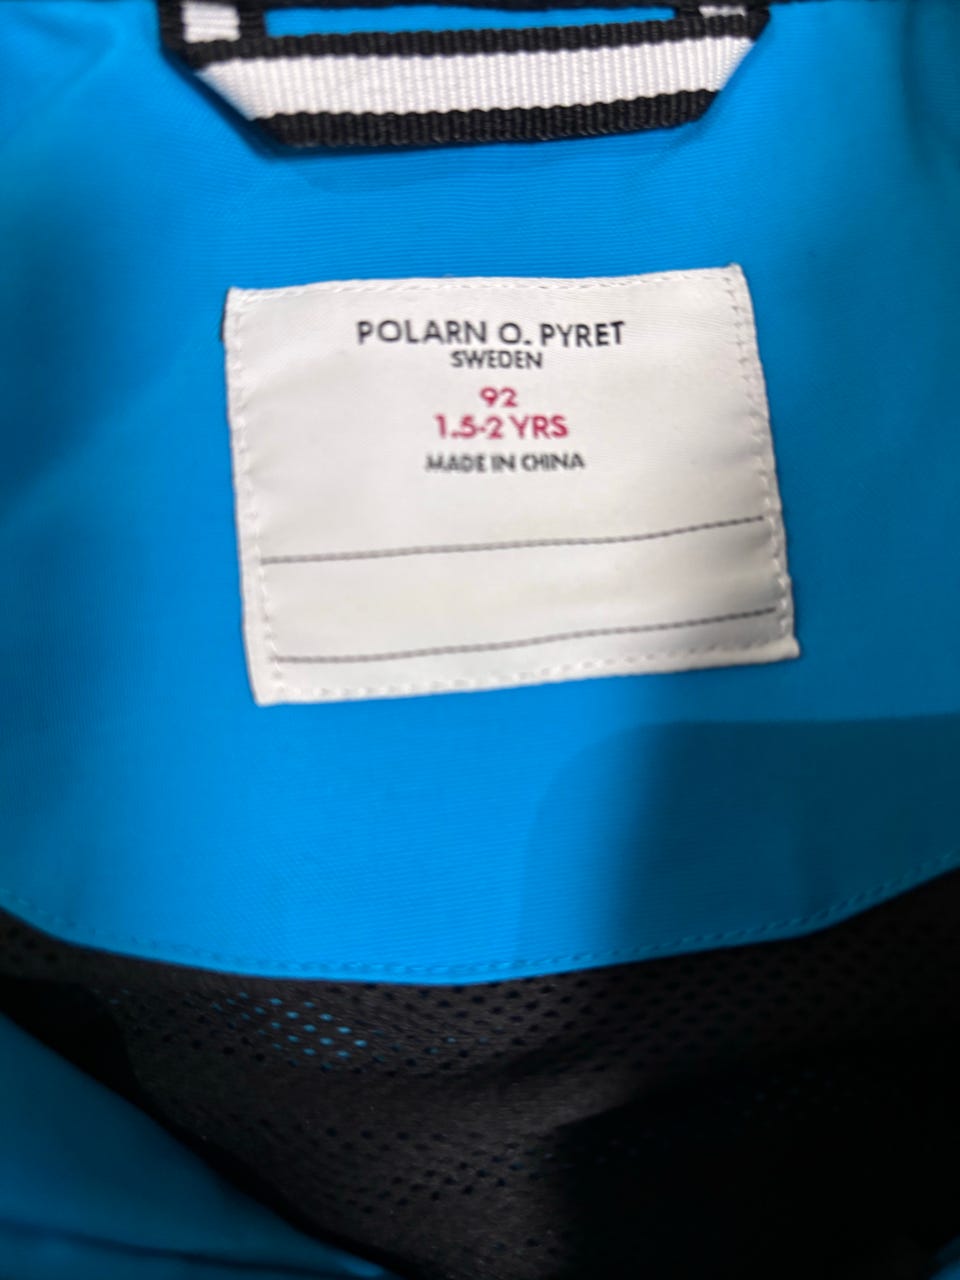 POLARN O. PYRET
SWEDEN
92
1.5-2 YRS
MADE IN CHINA